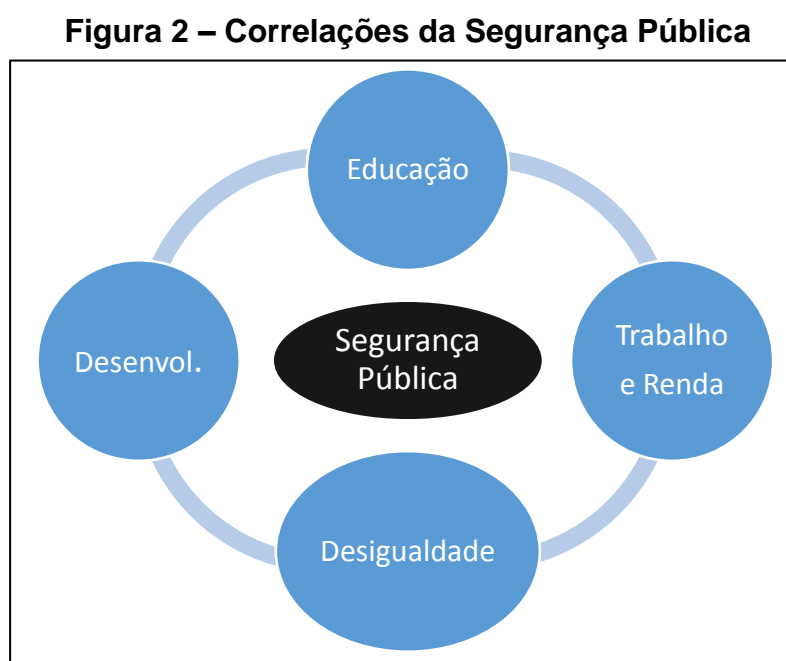 Figura 2 – Correlações da Segurança Pública
Educação
Desenvol.
Segurança
Pública
Trabalho
e Renda
Desigualdade